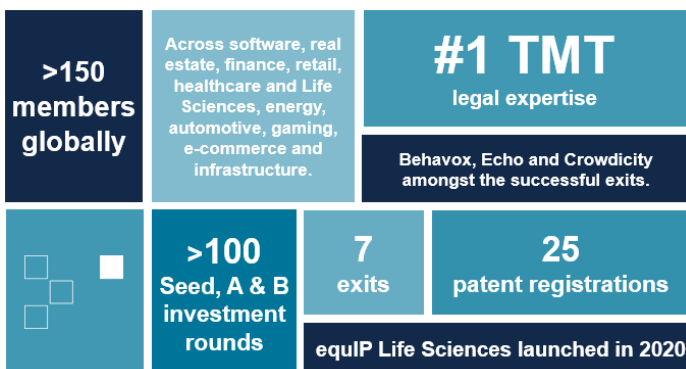 >150
members
globally
Across software, real
estate, finance, retail,
healthcare and Life
Sciences, energy,
automotive, gaming,
e-commerce and
infrastructure.
#1 TMT
legal expertise
Behavox, Echo and Crowdicity
amongst the successful exits.
>100
Seed, A & B
investment
rounds
7
exits
25
patent registrations
equIP Life Sciences launched in 2020